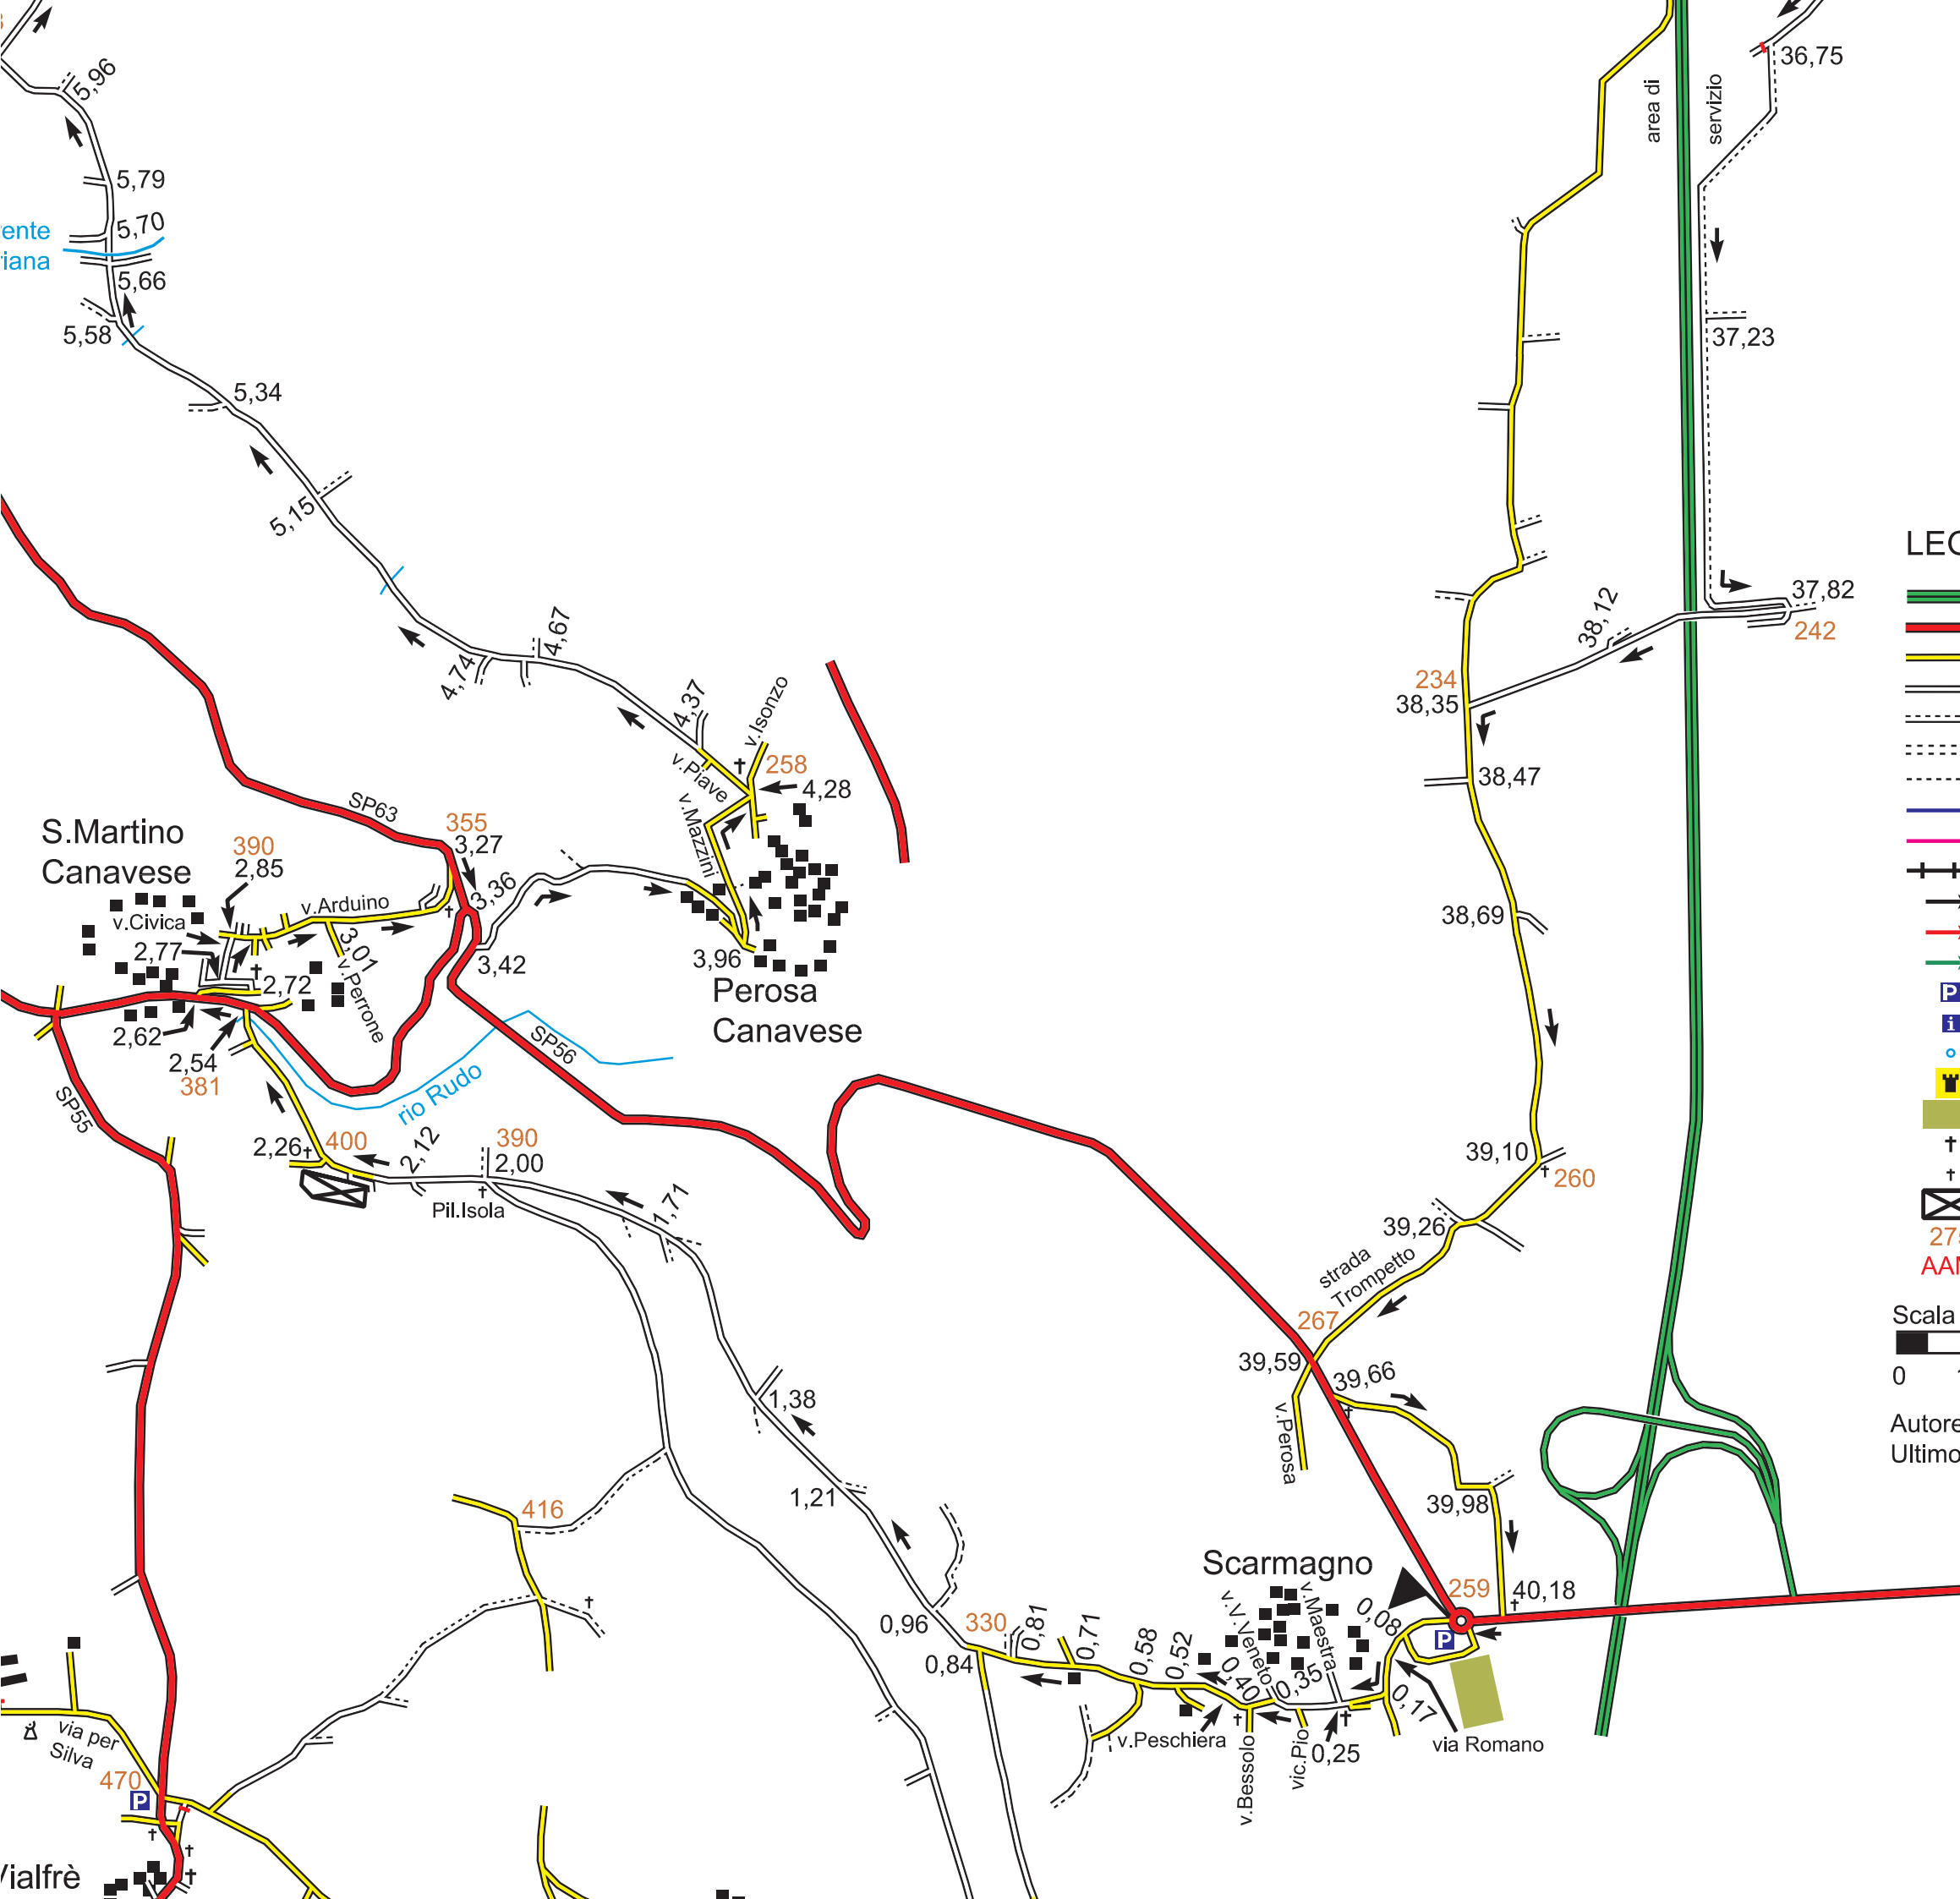 5,96
36,75
area di
servizio
5,79
5,70
5,66
5,58
37,23
5,34
5,15
37,82
242
38,12
234
38,35
4,67
4,74
4,37
v.Isonzo
v.Piave
258
4,28
38,47
SP63
355
3,27
3,36
v.Mazzini
S.Martino
Canavese
390
2,85
v.Civica
v.Arduino
3,01
v.Perrone
2,77
2,72
3,42
3,96
Perosa
Canavese
38,69
2,62
2,54
381
SP56
rio Rudo
SP55
2,26
400
2,12
390
2,00
Pil.Isola
1,71
39,10
260
39,26
strada
Trompetto
267
39,59
39,66
v.Perosa
1,38
1,21
39,98
416
Scarmagno
259
40,18
0,08
v.V.Veneto
v.Maestra
0,96
330
0,81
0,71
0,84
0,58
0,52
0,40
0,35
0,17
v.Peschiera
v.Bessolo
vic.Pio
0,25
via Romano
via per
Silva
470
P
P
P
i
0
Scala